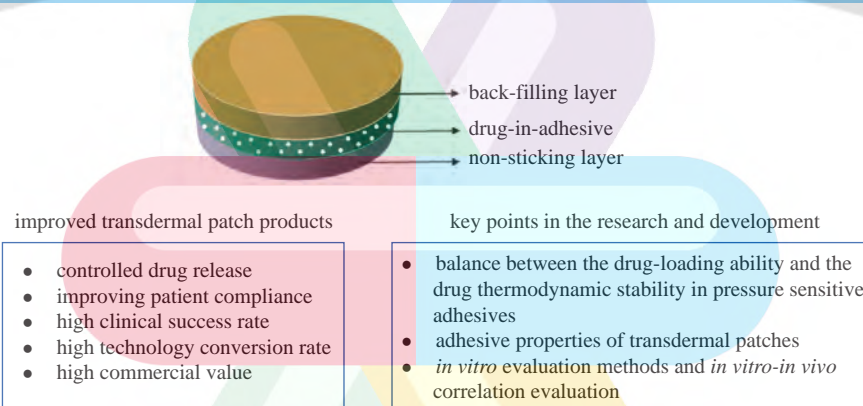 back-filling layer
drug-in-adhesive
non-sticking layer
improved transdermal patch products
● controlled drug release
● improving patient compliance
● high clinical success rate
● high technology conversion rate
● high commercial value
key points in the research and development
● balance between the drug-loading ability and the
drug thermodynamic stability in pressure sensitive
adhesives
● adhesive properties of transdermal patches
● in vitro evaluation methods and in vitro-in vivo
correlation evaluation